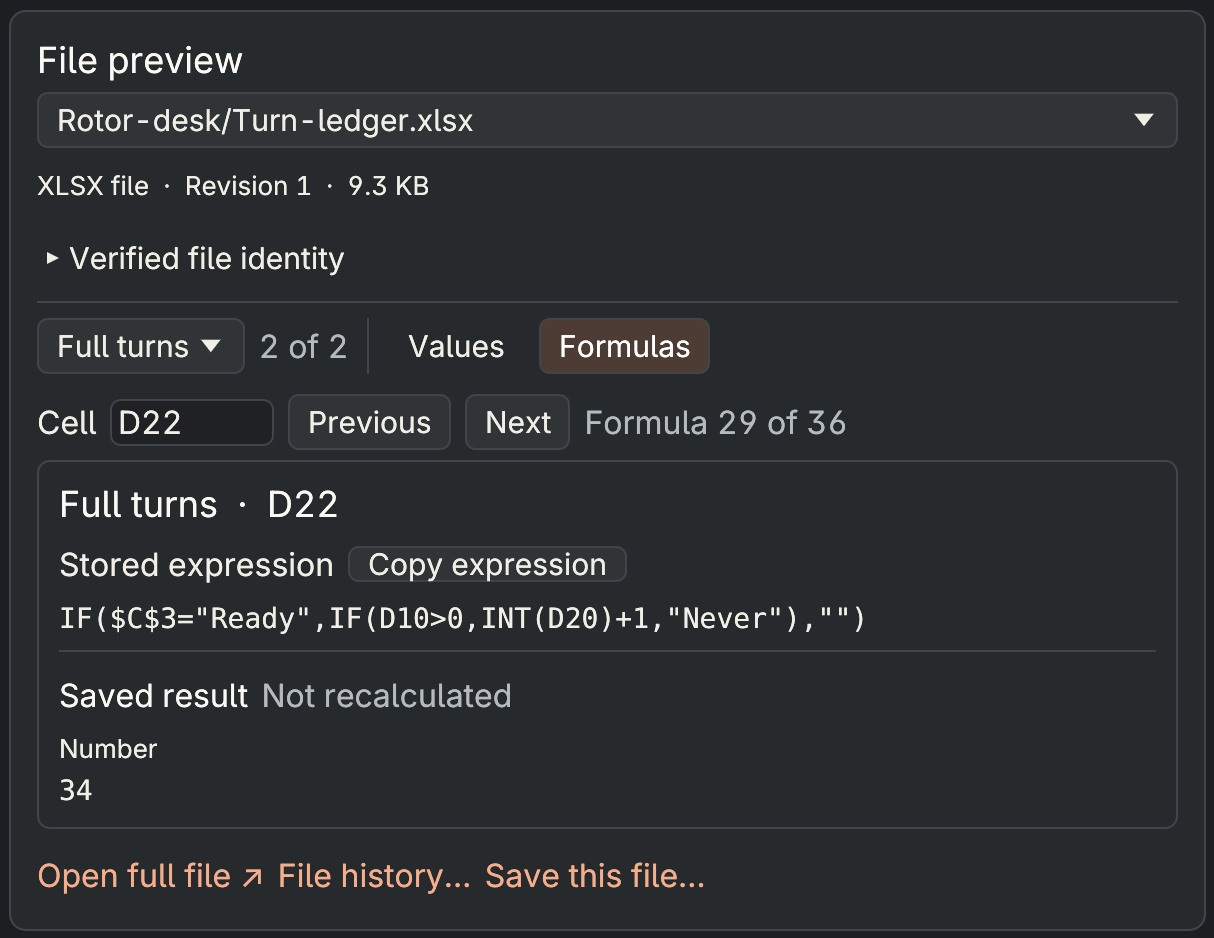 File preview
Rotor-desk/Turn-ledger.xlsx
XLSX file · Revision 1 · 9.3 KB
Verified file identity
Full turns 2 of 2 Values Formulas
Cell D22 Previous Next Formula 29 of 36
Full turns · D22
Stored expression Copy expression
IF($C$3="Ready",IF(D10>0,INT(D20)+1,"Never"),"")
Saved result Not recalculated
Number
34
Open full file ↗ File history... Save this file...